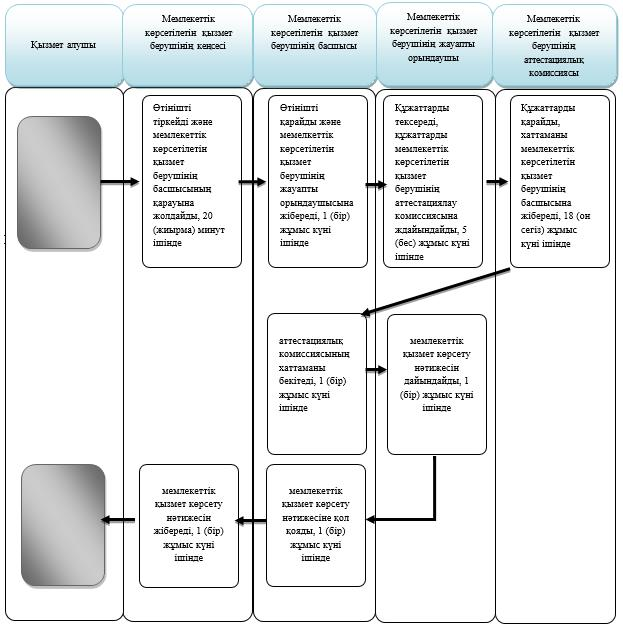 Қызмет алушы
Мемлекеттік
көрсетілетін қызмет
берушінің кеңсесі
Мемлекеттік
көрсетілетін қызмет
берушінің басшысы
Мемлекеттік
көрсетілетін қызмет
берушінің жауапты
орындаушы
Мемлекеттік
көрсетілетін қызмет
берушінің
аттестациялық
комиссиясы
Өтінішті
тіркейді және
мемлекеттік
көрсетілетін
қызмет
берушінің
басшысының
қарауына
жолдайды, 20
(жиырма) минут
ішінде
Өтінішті
қарайды және
мемелкеттік
көрсетілетін
қызмет
берушінің
жауапты
орындаушысына
жібереді, 1 (бір)
жұмыс күні
ішінде
Құжаттарды
тексереді,
құжаттарды
мемлекеттік
көрсетілетін
қызмет
берушінің
аттестациялау
комиссиясына
ждайындайды, 5
(бес) жұмыс күні
ішінде
Құжаттарды
қарайды,
хаттаманы
мемлекеттік
көрсетілетін
қызмет
берушінің
басшысына
жібереді, 18 (он
сегіз) жұмыс
күні ішінде
аттестациялық
комиссиясының
хаттаманы
бекітеді, 1 (бір)
жұмыс күні
ішінде
мемлекеттік
қызмет көрсету
нәтижесін
дайындайды, 1
(бір) жұмыс күні
ішінде
мемлекеттік
қызмет көрсету
нәтижесін
жібереді, 1 (бір)
жұмыс күні
ішінде
мемлекеттік
қызмет көрсету
нәтижесіне қол
қояды, 1 (бір)
жұмыс күні
ішінде